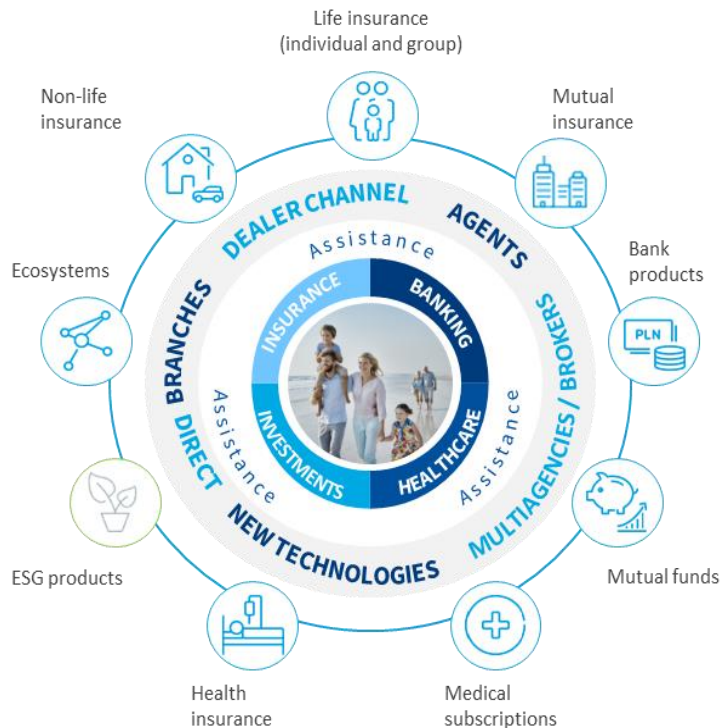 Life insurance
(individual and group)
Non-life
insurance
Mutual
insurance
DEALER CHANNEL
AGENTS
Assistance
Ecosystems
BRANCHES
INSURANCE
BANKING
Bank
products
PLN
MULTIAGENCIES / BROKERS
DIRECT
Assistance
INVESTMENTS
HEALTHCARE
Assistance
NEW TECHNOLOGIES
ESG products
Mutual funds
Health
insurance
Medical
subscriptions